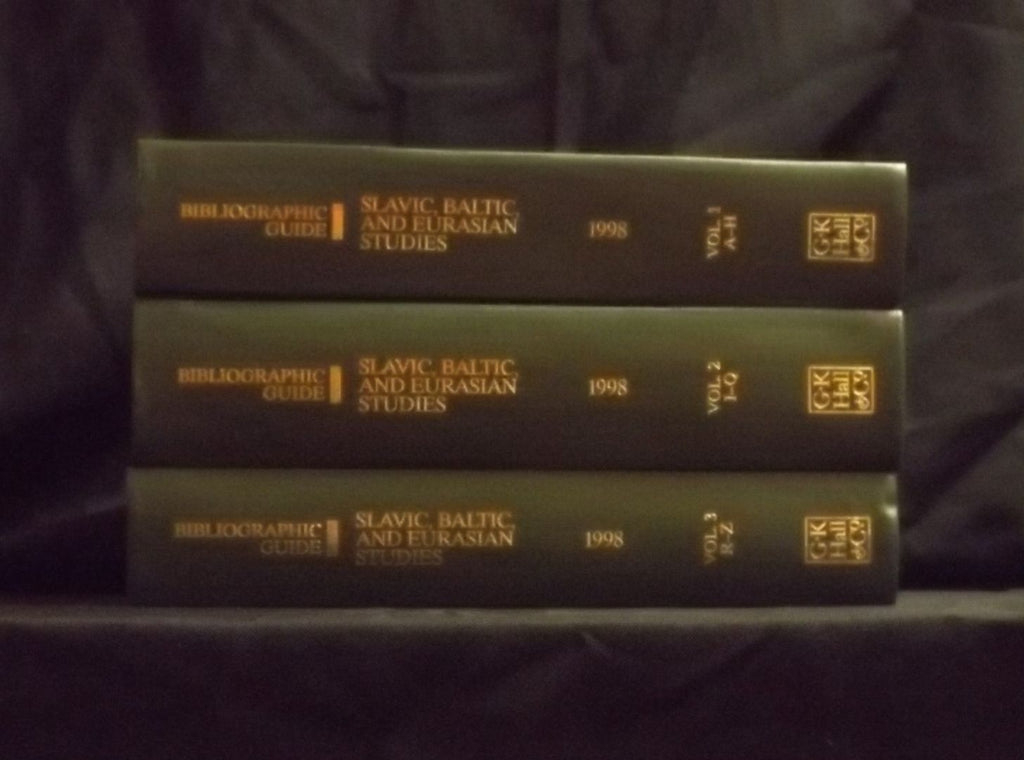 BIBLIOGRAPHIC
GUIDE
SLAVIC, BALTIC,
AND EURASIAN
STUDIES
1998
VOL. 1
A-H
G·K
Hall
&Co.
BIBLIOGRAPHIC
GUIDE
SLAVIC, BALTIC,
AND EURASIAN
STUDIES
1998
VOL. 2
I-Q
G·K
Hall
&Co.
BIBLIOGRAPHIC
GUIDE
SLAVIC, BALTIC,
AND EURASIAN
STUDIES
1998
VOL. 3
R-Z
G·K
Hall
&Co.